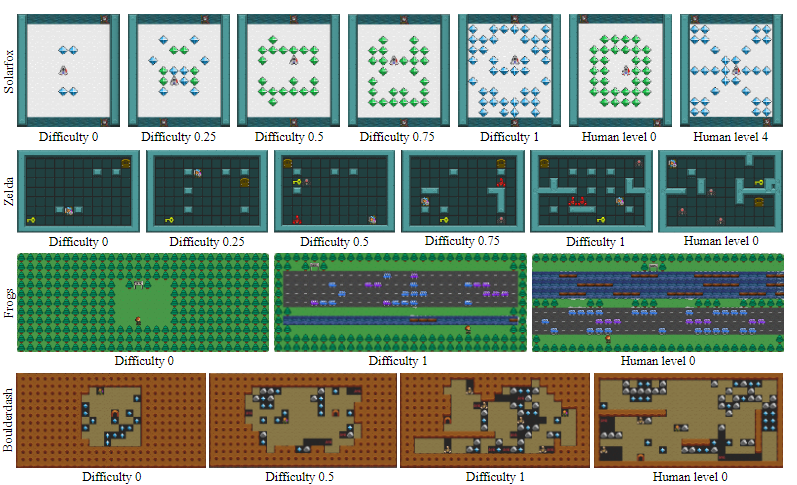 Solarfox
Difficulty 0
Difficulty 0.25
Difficulty 0.5
Difficulty 0.75
Difficulty 1
Human level 0
Human level 4
Zelda
Difficulty 0
Difficulty 0.25
Difficulty 0.5
Difficulty 0.75
Difficulty 1
Human level 0
Frogs
Difficulty 0
Difficulty 1
Human level 0
Boulderdash
Difficulty 0
Difficulty 0.5
Difficulty 1
Human level 0